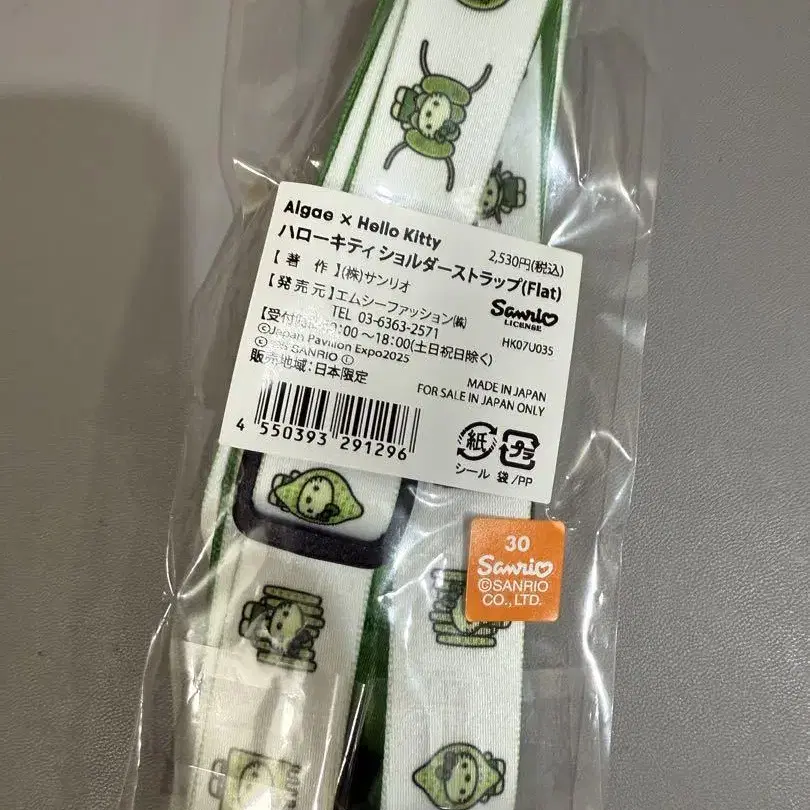 Algae × Hello Kitty
ハローキティ ショルダーストラップ(Flat)
2,530円(税込)
【著 作】(株)サンリオ
【発売元】エムシーファッション㈱
TEL 03-6363-2571
【受付時間】 :00～18:00(土日祝日除く)
©Japan Pavilion Expo2025
© SANRIO Ⓛ
販売地域：日本限定
Sanrio
LICENSE
HK07U035
MADE IN JAPAN
FOR SALE IN JAPAN ONLY
4 550393 291296
紙
プラ
シール 袋/PP
30
Sanrio
©SANRIO
CO., LTD.